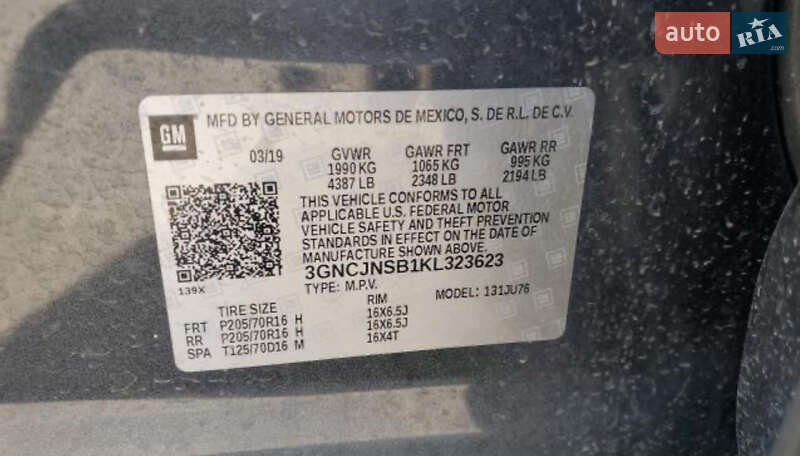 auto RIA
.com
GM
MFD BY GENERAL MOTORS DE MEXICO, S. DE R.L. DE C.V.
03/19 GVWR GAWR FRT GAWR RR
1990 KG 1065 KG 995 KG
4387 LB 2348 LB 2194 LB
THIS VEHICLE CONFORMS TO ALL
APPLICABLE U.S. FEDERAL MOTOR
VEHICLE SAFETY AND THEFT PREVENTION
STANDARDS IN EFFECT ON THE DATE OF
MANUFACTURE SHOWN ABOVE.
3GNCJNSB1KL323623
139X
TYPE: M.P.V. MODEL: 131JU76
TIRE SIZE RIM
FRT P205/70R16 H 16X6.5J
RR P205/70R16 H 16X6.5J
SPA T125/70D16 M 16X4T